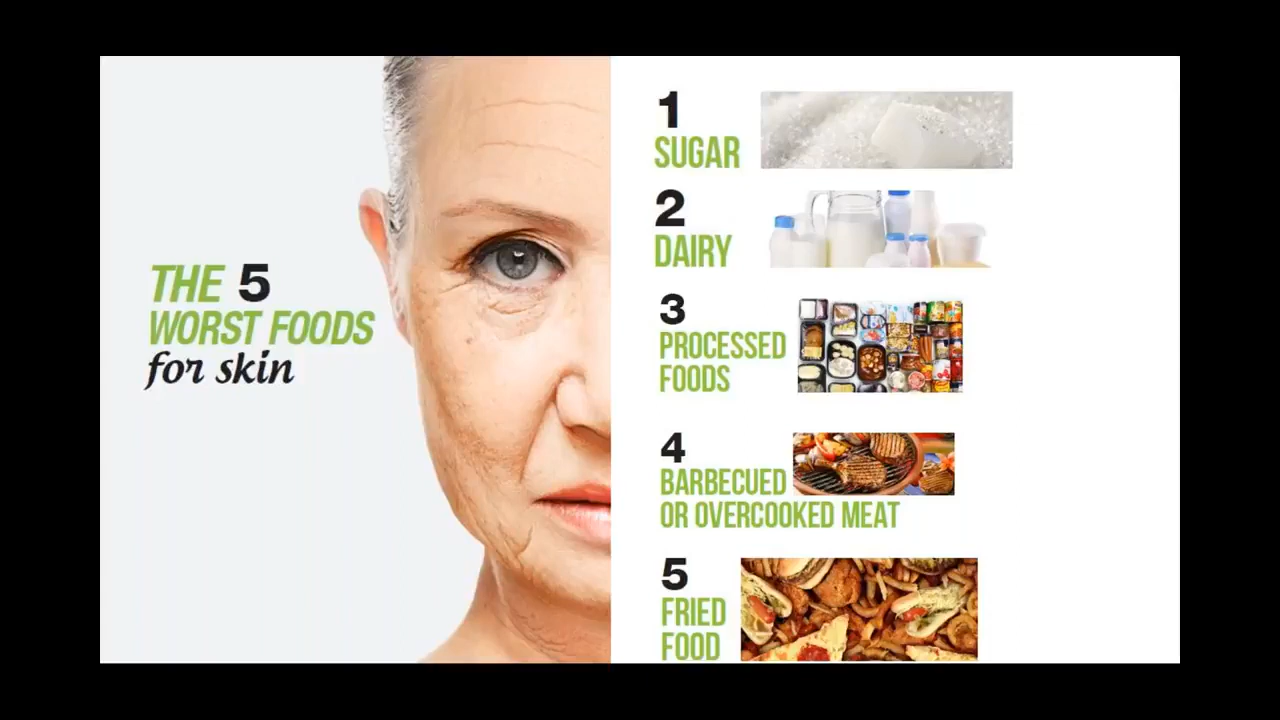 THE 5
WORST FOODS
for skin
1
SUGAR
2
DAIRY
3
PROCESSED
FOODS
4
BARBECUED
OR OVERCOOKED MEAT
5
FRIED
FOOD